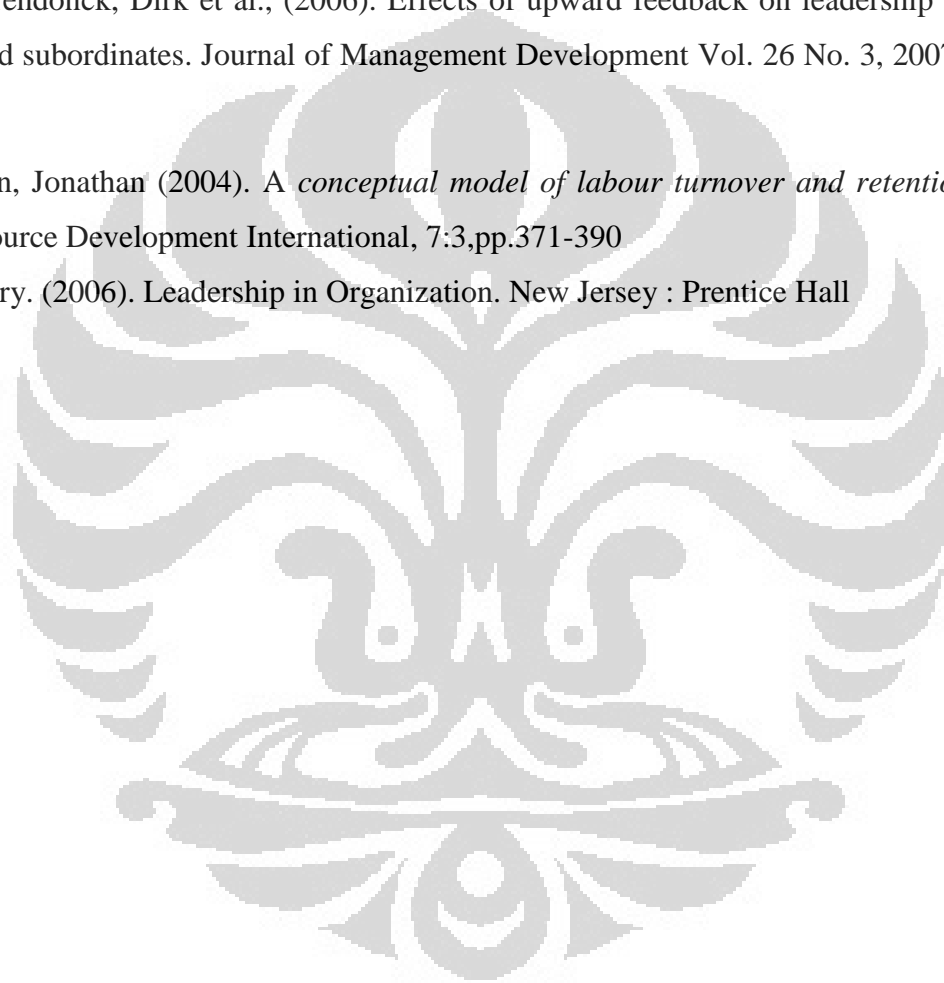 endonck, Dirk et al., (2006). Effects of upward feedback on leadership
d subordinates. Journal of Management Development Vol. 26 No. 3, 2007
n, Jonathan (2004). A conceptual model of labour turnover and retentio
ource Development International, 7:3,pp.371-390
ry. (2006). Leadership in Organization. New Jersey : Prentice Hall